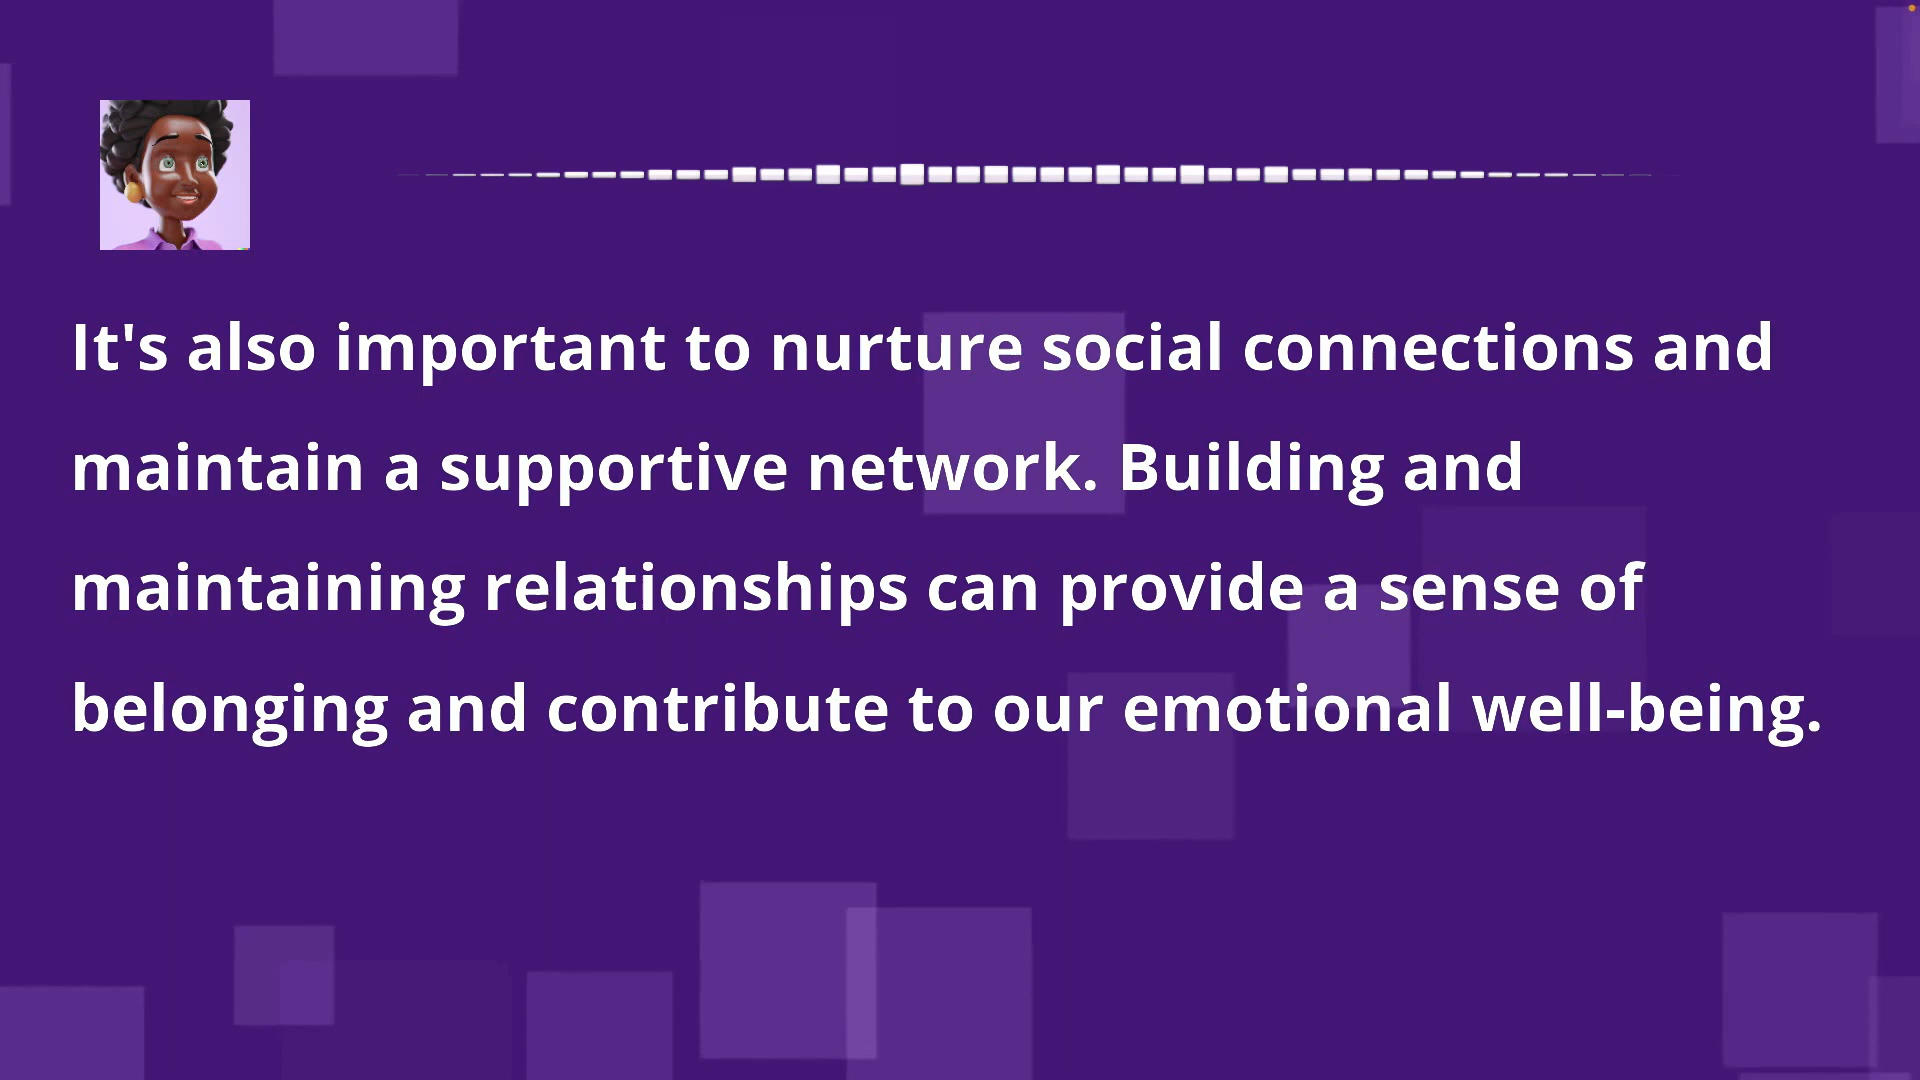 It's also important to nurture social connections and
maintain a supportive network. Building and
maintaining relationships can provide a sense of
belonging and contribute to our emotional well-being.